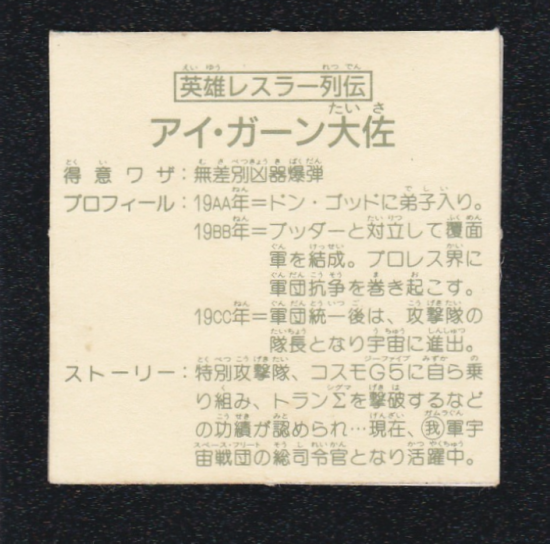 英雄レスラー列伝
アイ・ガーン大佐
得意ワザ:無差別凶器爆弾
プロフィール:19AA年=ドン・ゴッドに弟子入り。
19BB年=ブッダーと対立して覆面
軍を結成。プロレス界に
軍団抗争を巻き起こす。
19CC年=軍団統一後は、攻撃隊の
隊長となり宇宙に進出。
ストーリー:特別攻撃隊、コスモG5に自ら乗
り組み、トランΣを撃破するなど
の功績が認められ…現在、我軍宇
宙戦団の総司令官となり活躍中。